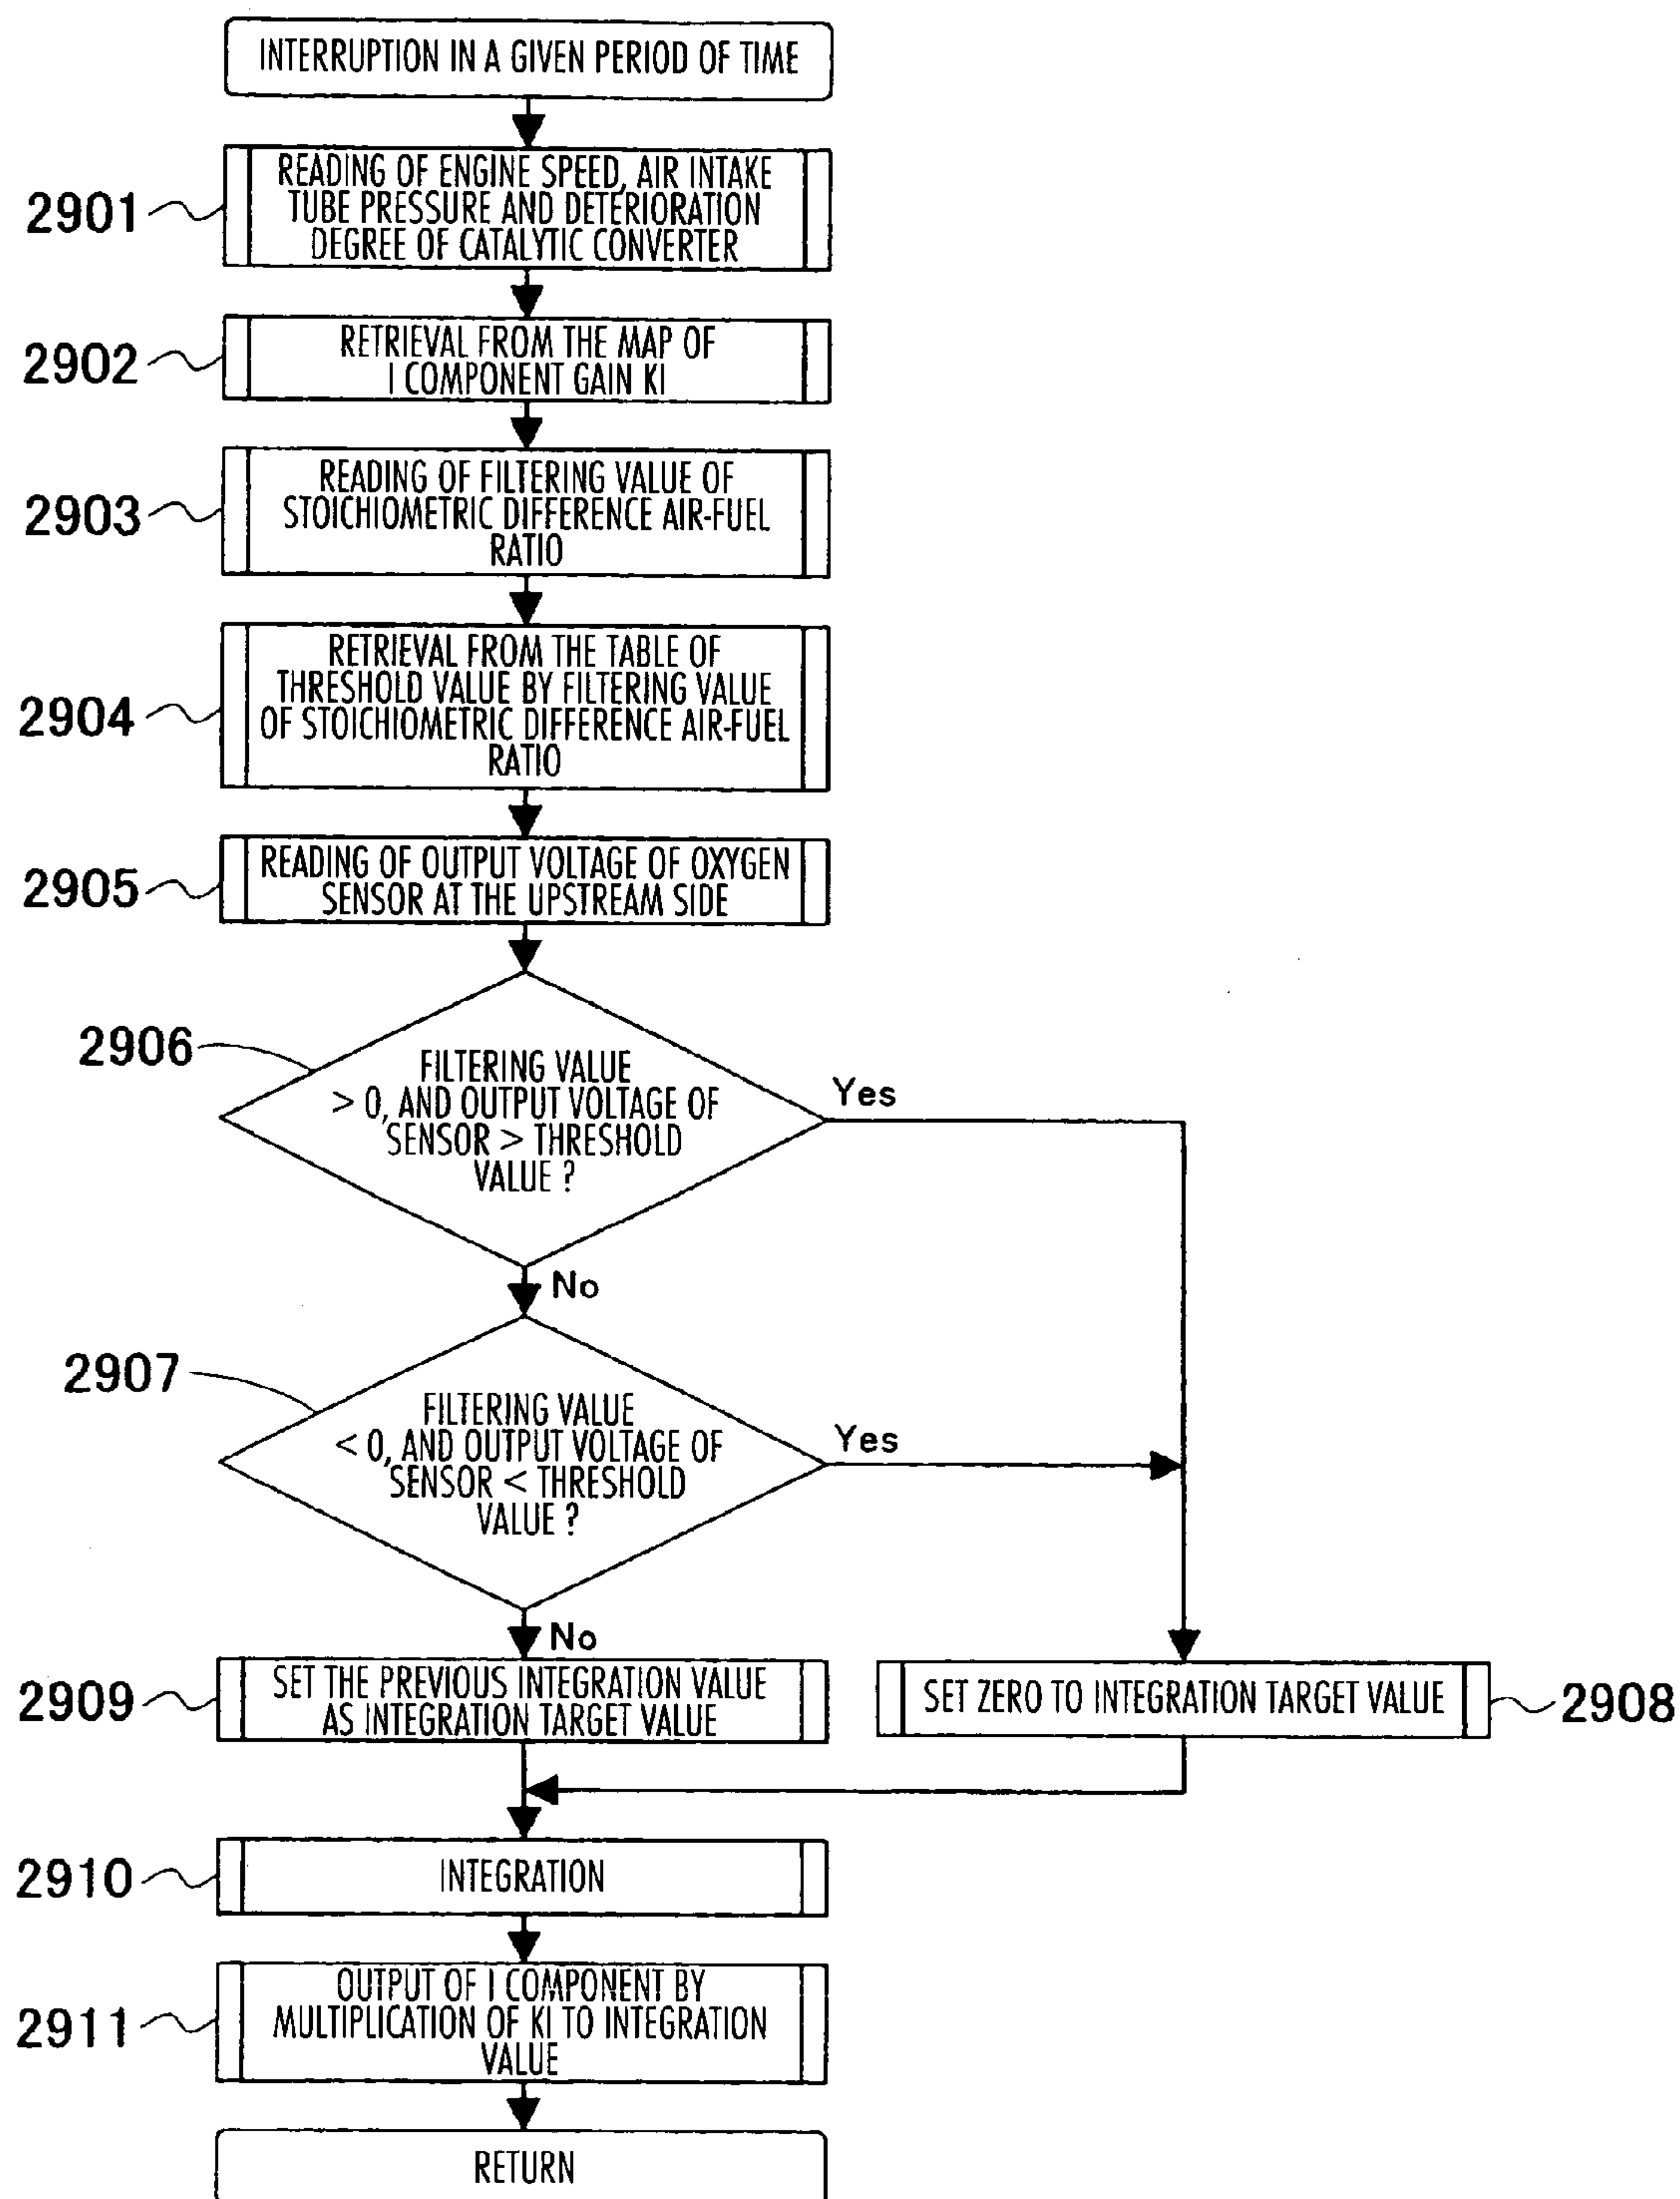 INTERRUPTION IN A GIVEN PERIOD OF TIME
2901
READING OF ENGINE SPEED, AIR INTAKE
TUBE PRESSURE AND DETERIORATION
DEGREE OF CATALYTIC CONVERTER
2902
RETRIEVAL FROM THE MAP OF
I COMPONENT GAIN KI
2903
READING OF FILTERING VALUE OF
STOICHIOMETRIC DIFFERENCE AIR-FUEL
RATIO
2904
RETRIEVAL FROM THE TABLE OF
THRESHOLD VALUE BY FILTERING VALUE
OF STOICHIOMETRIC DIFFERENCE AIR-FUEL
RATIO
2905
READING OF OUTPUT VOLTAGE OF OXYGEN
SENSOR AT THE UPSTREAM SIDE
2906
FILTERING VALUE
> 0, AND OUTPUT VOLTAGE OF
SENSOR > THRESHOLD
VALUE ?
Yes
No
2907
FILTERING VALUE
< 0, AND OUTPUT VOLTAGE OF
SENSOR < THRESHOLD
VALUE ?
Yes
No
2909
SET THE PREVIOUS INTEGRATION VALUE
AS INTEGRATION TARGET VALUE
SET ZERO TO INTEGRATION TARGET VALUE
2908
2910
INTEGRATION
2911
OUTPUT OF I COMPONENT BY
MULTIPLICATION OF KI TO INTEGRATION
VALUE
RETURN